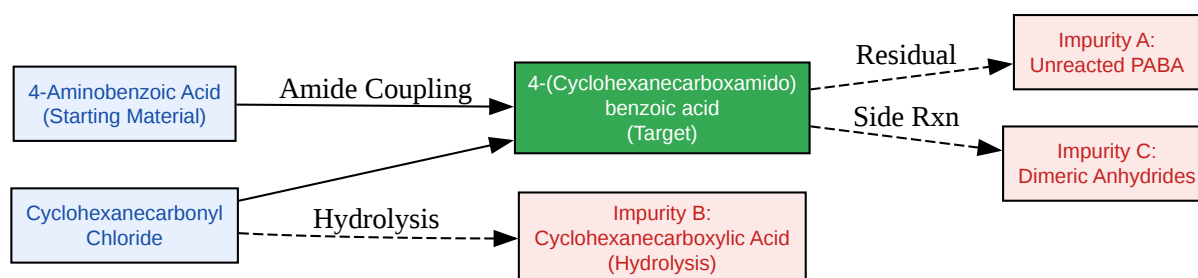 4-Aminobenzoic Acid
(Starting Material)
Amide Coupling
4-(Cyclohexanecarboxamido)
benzoic acid
(Target)
Residual
Impurity A:
Unreacted PABA
Side Rxn
Impurity C:
Dimeric Anhydrides
Cyclohexanecarbonyl
Chloride
Hydrolysis
Impurity B:
Cyclohexanecarboxylic Acid
(Hydrolysis)